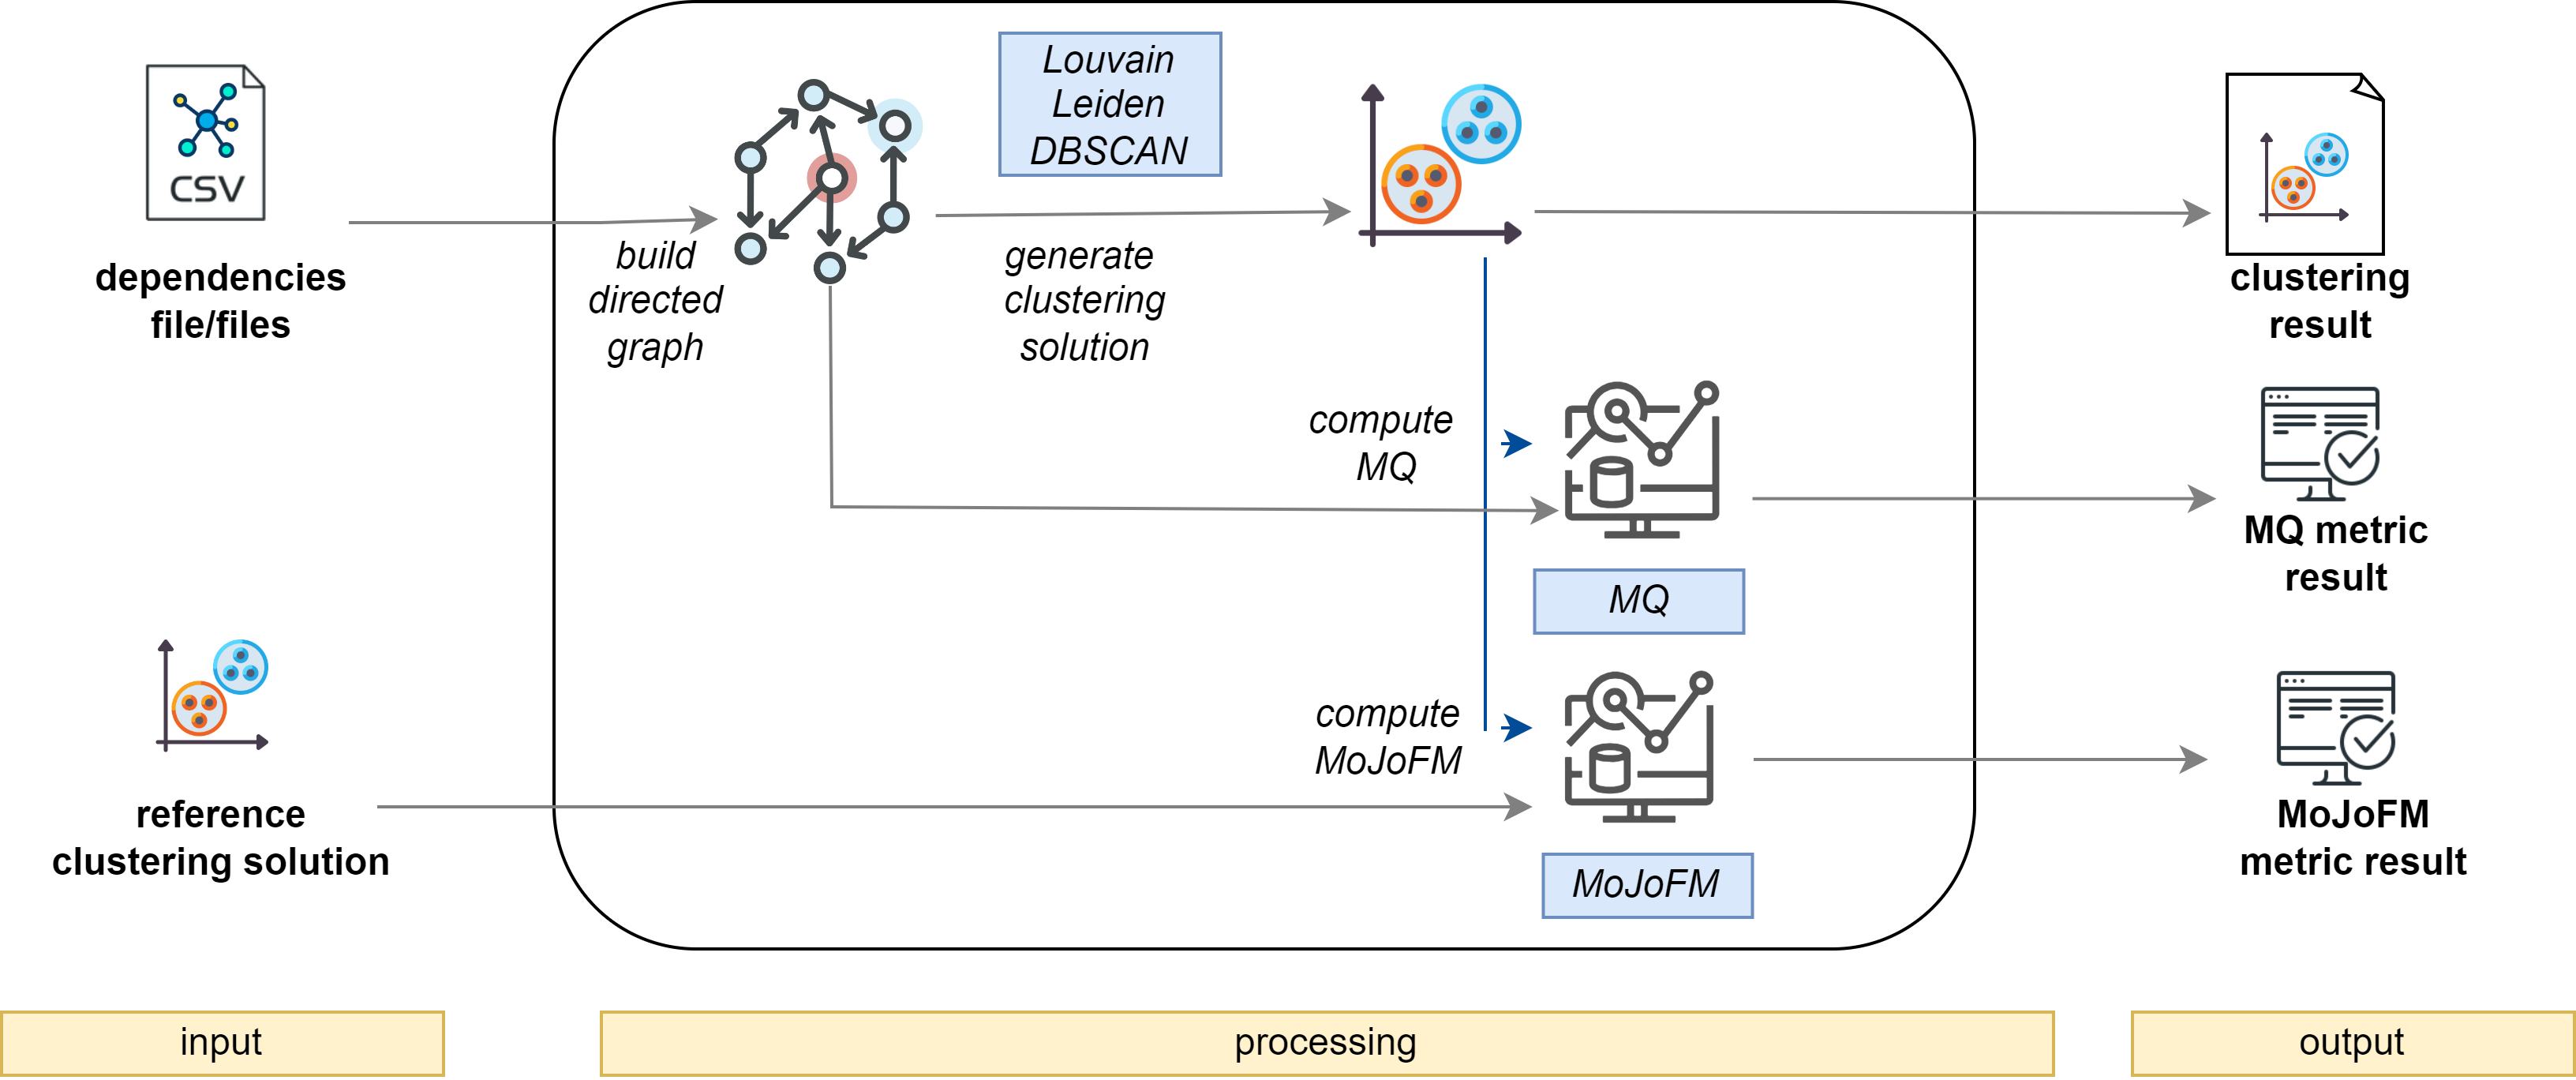 CSV
dependencies
file/files
build
directed
graph
Louvain
Leiden
DBSCAN
generate
clustering
solution
clustering
result
compute
MQ
MQ
MQ metric
result
reference
clustering solution
compute
MoJoFM
MoJoFM
MoJoFM
metric result
input
processing
output